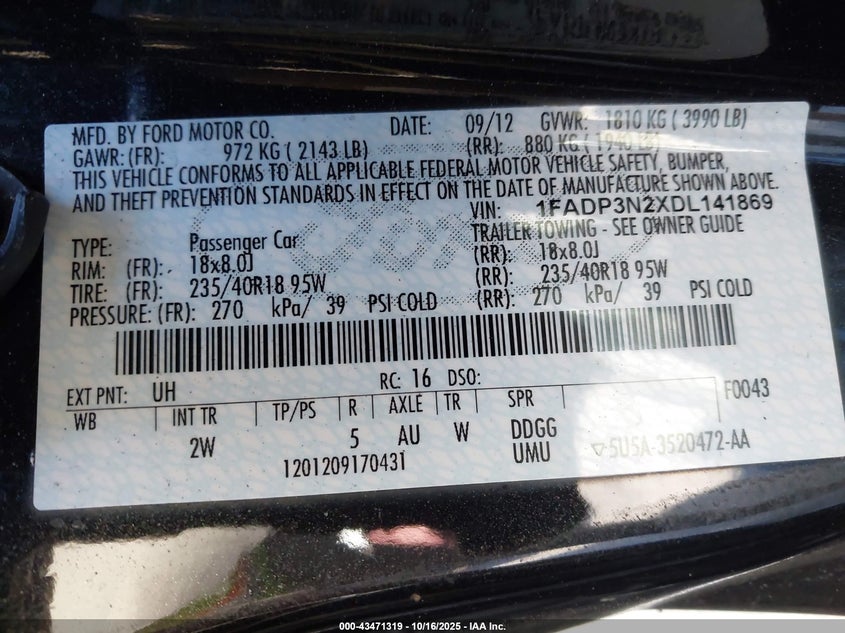 MFD. BY FORD MOTOR CO. DATE: 09/12 GVWR: 1810 KG ( 3990 LB)
GAWR: (FR): 972 KG ( 2143 LB) (RR): 880 KG ( 1940 LB)
THIS VEHICLE CONFORMS TO ALL APPLICABLE FEDERAL MOTOR VEHICLE SAFETY, BUMPER,
AND THEFT PREVENTION STANDARDS IN EFFECT ON THE DATE OF MANUFACTURE SHOWN ABOVE.
VIN: 1FADP3N2XDL141869
TYPE: Passenger Car TRAILER TOWING - SEE OWNER GUIDE
RIM: (FR): 18x8.0J (RR): 18x8.0J
TIRE: (FR): 235/40R18 95W (RR): 235/40R18 95W
PRESSURE: (FR): 270 kPa/ 39 PSI COLD (RR): 270 kPa/ 39 PSI COLD
EXT PNT: UH RC: 16 DSO: F0043
WB INT TR TP/PS R AXLE TR SPR
2W 5 AU W DDGG
UMU ▽5U5A-3520472-AA
1201209170431
000-43471319 | 10/16/2025 - IAA Inc.